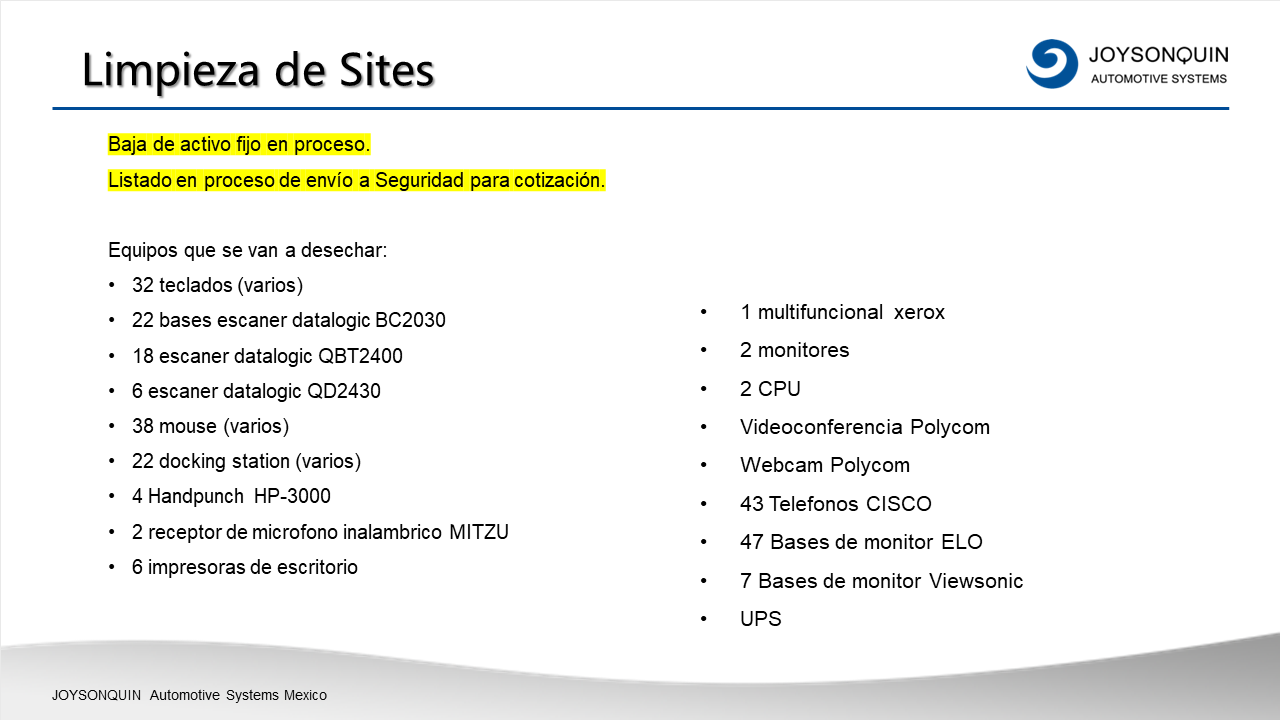 Limpieza de Sites
JOYSONQUIN
AUTOMOTIVE SYSTEMS
Baja de activo fijo en proceso.
Listado en proceso de envío a Seguridad para cotización.
Equipos que se van a desechar:
• 32 teclados (varios)
• 22 bases escaner datalogic BC2030
• 18 escaner datalogic QBT2400
• 6 escaner datalogic QD2430
• 38 mouse (varios)
• 22 docking station (varios)
• 4 Handpunch HP-3000
• 2 receptor de microfono inalambrico MITZU
• 6 impresoras de escritorio
• 1 multifuncional xerox
• 2 monitores
• 2 CPU
• Videoconferencia Polycom
• Webcam Polycom
• 43 Telefonos CISCO
• 47 Bases de monitor ELO
• 7 Bases de monitor Viewsonic
• UPS
JOYSONQUIN Automotive Systems Mexico